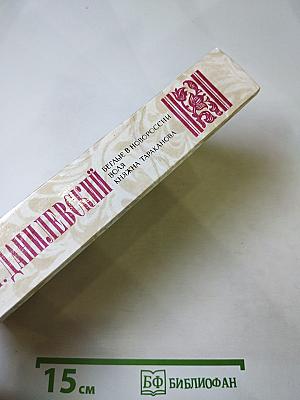 . ДАНИЛЕВСКИЙ
БЕГЛЫЕ В НОВОРОССИИ
ВОЛЯ
КНЯЖНА ТАРАКАНОВА
15 см
БФ БИБЛИОФАН